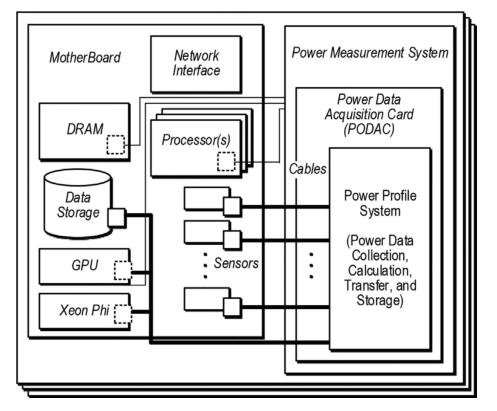 MotherBoard
Network
Interface
DRAM
Processor(s)
Data
Storage
GPU
Sensors
Xeon Phi
Power Measurement System
Power Data
Acquisition Card
(PODAC)
Cables
Power Profile
System
(Power Data
Collection,
Calculation,
Transfer, and
Storage)